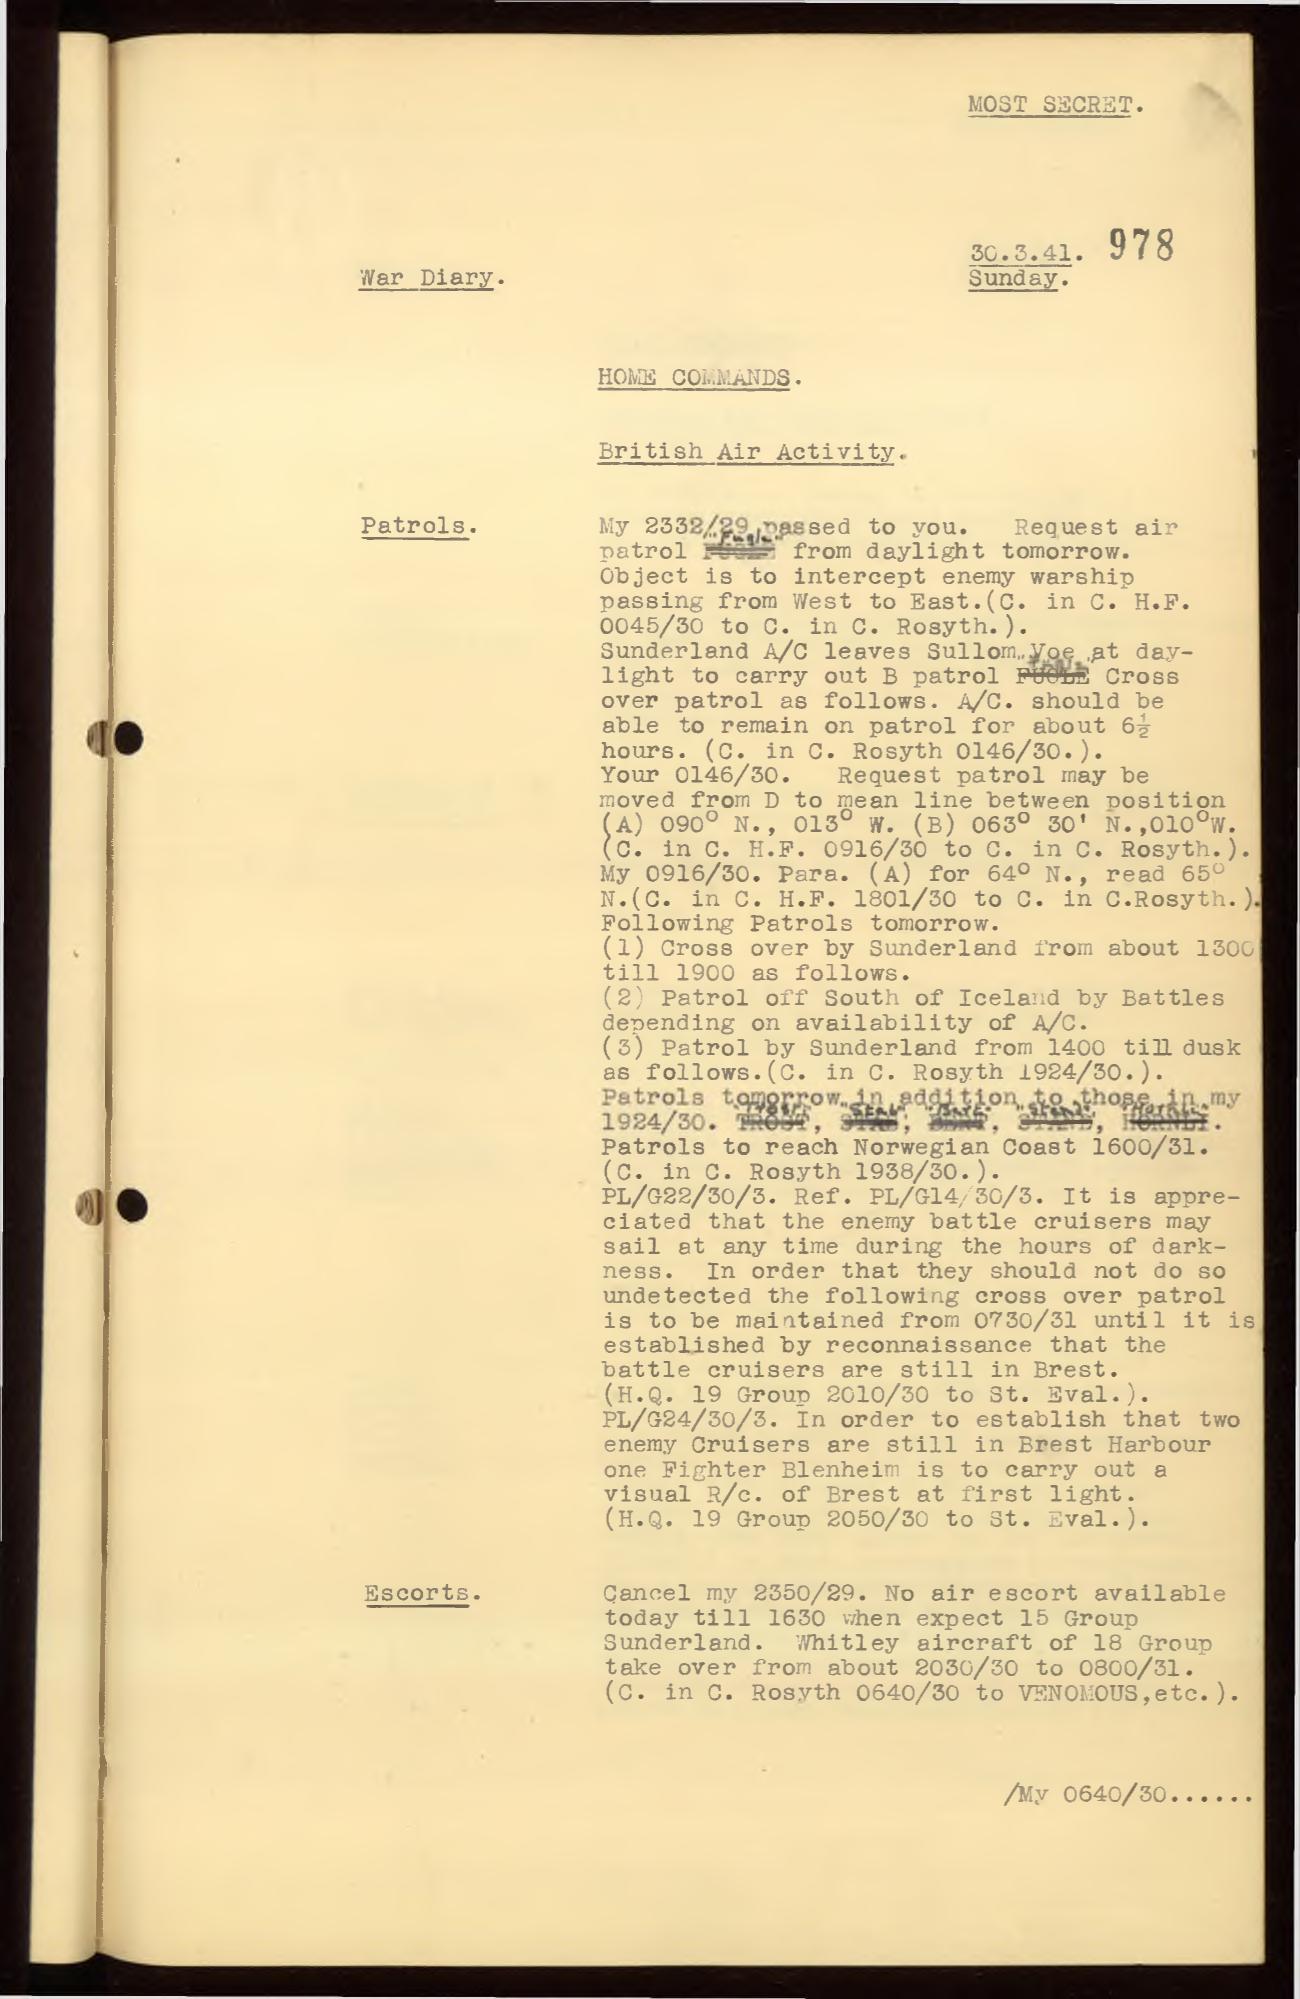 MOST SECRET.
30.3.41. 978
War Diary.
Sunday.
HOME COMMANDS.
British Air Activity.
Patrols.
My 2332/29 passed to you. Request air
"Fugle"
patrol from daylight tomorrow.
Object is to intercept enemy warship
passing from West to East.(C. in C. H.F.
0045/30 to C. in C. Rosyth.).
Sunderland A/C leaves Sullom Voe at day-
light to carry out B patrol FUGLE Cross
over patrol as follows. A/C. should be
able to remain on patrol for about 6½
hours. (C. in C. Rosyth 0146/30.).
Your 0146/30. Request patrol may be
moved from D to mean line between position
(A) 090° N., 013° W. (B) 063° 30' N.,010°W.
(C. in C. H.F. 0916/30 to C. in C. Rosyth.).
My 0916/30. Para. (A) for 64° N., read 65°
N.(C. in C. H.F. 1801/30 to C. in C.Rosyth.).
Following Patrols tomorrow.
(1) Cross over by Sunderland from about 1300
till 1900 as follows.
(2) Patrol off South of Iceland by Battles
depending on availability of A/C.
(3) Patrol by Sunderland from 1400 till dusk
as follows.(C. in C. Rosyth 1924/30.).
Patrols tomorrow in addition to those in my
1924/30. TROST, , , , .
Patrols to reach Norwegian Coast 1600/31.
(C. in C. Rosyth 1938/30.).
PL/G22/30/3. Ref. PL/G14/30/3. It is appre-
ciated that the enemy battle cruisers may
sail at any time during the hours of dark-
ness. In order that they should not do so
undetected the following cross over patrol
is to be maintained from 0730/31 until it is
established by reconnaissance that the
battle cruisers are still in Brest.
(H.Q. 19 Group 2010/30 to St. Eval.).
PL/G24/30/3. In order to establish that two
enemy Cruisers are still in Brest Harbour
one Fighter Blenheim is to carry out a
visual R/c. of Brest at first light.
(H.Q. 19 Group 2050/30 to St. Eval.).
Escorts.
Cancel my 2350/29. No air escort available
today till 1630 when expect 15 Group
Sunderland. Whitley aircraft of 18 Group
take over from about 2030/30 to 0800/31.
(C. in C. Rosyth 0640/30 to VENOMOUS,etc.).
/My 0640/30......